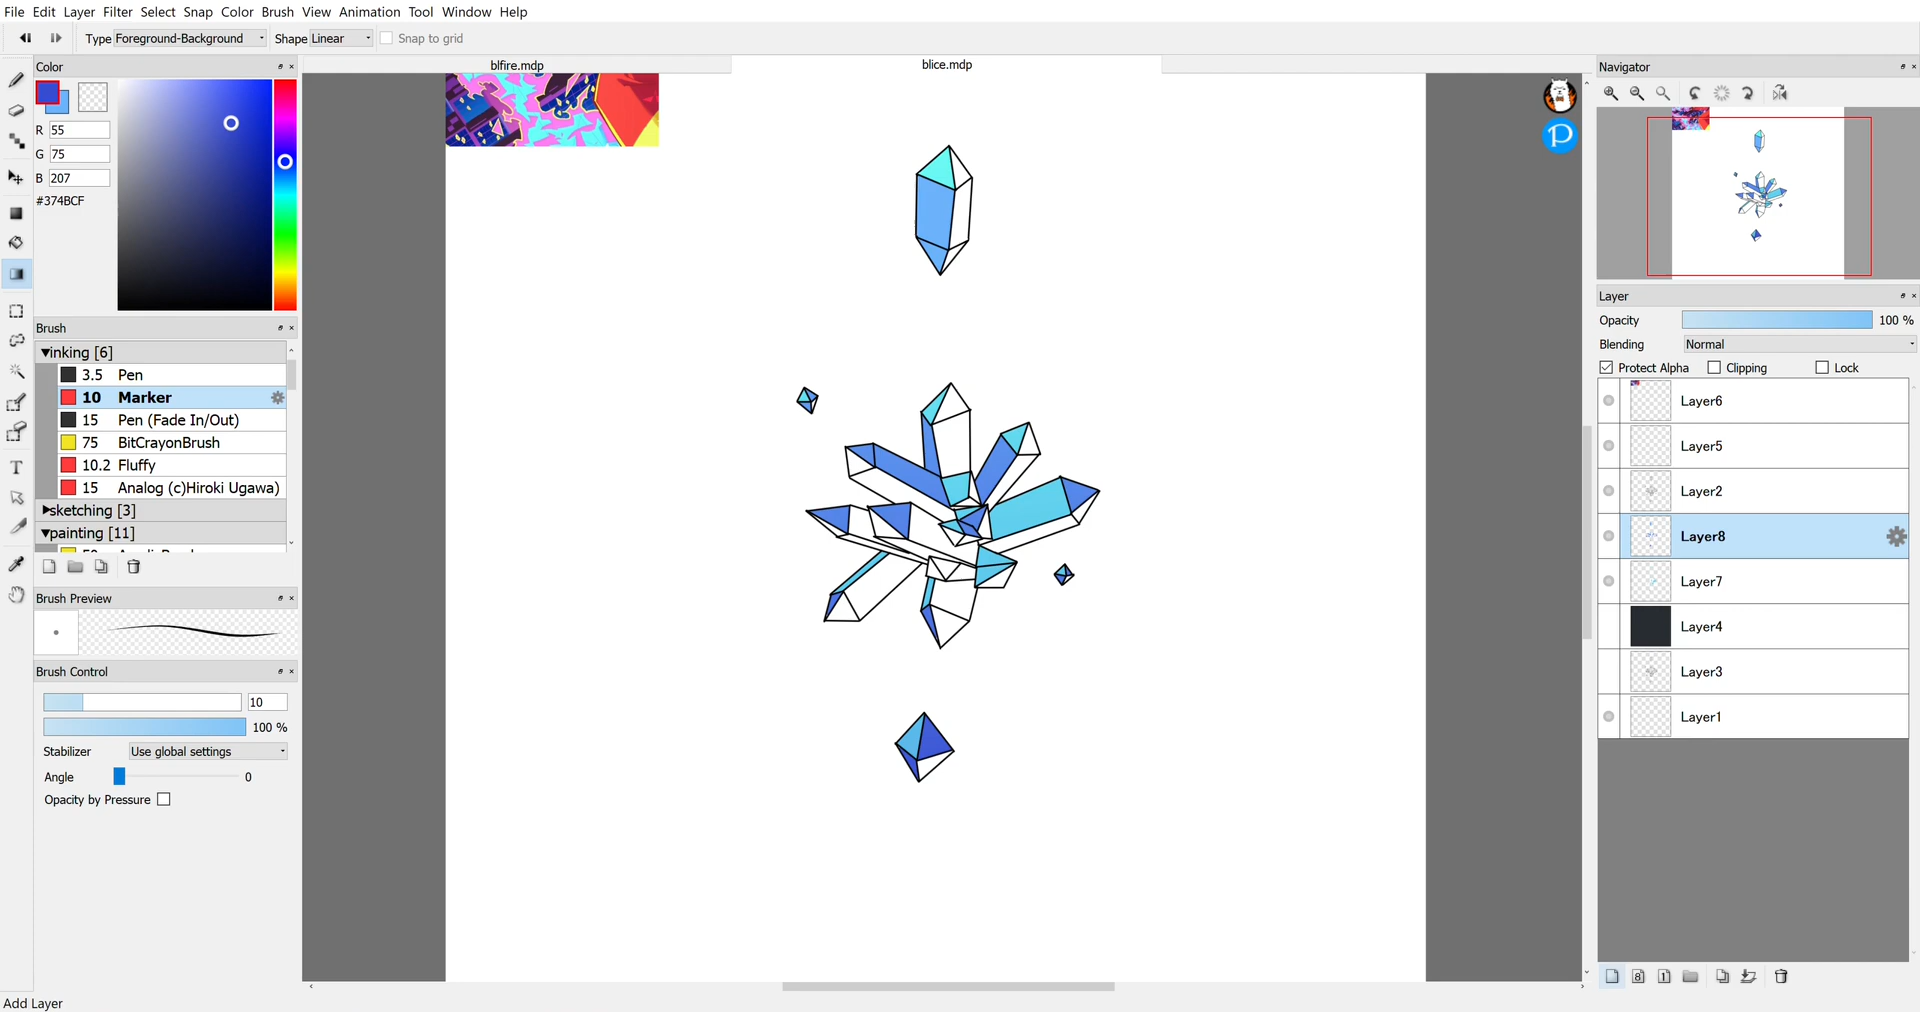 File Edit Layer Filter Select Snap Color Brush View Animation Tool Window Help
Type Foreground-Background Shape Linear Snap to grid
Color
R 55
G 75
B 207
#374BCF
Brush
inking [6]
3.5 Pen
10 Marker
15 Pen (Fade In/Out)
75 BitCrayonBrush
10.2 Fluffy
15 Analog (c)Hiroki Ugawa)
sketching [3]
painting [11]
Brush Preview
Brush Control
10
100 %
Stabilizer Use global settings
Angle 0
Opacity by Pressure
Add Layer
blfire.mdp blice.mdp
P
Navigator
Layer
Opacity 100 %
Blending Normal
Protect Alpha Clipping Lock
Layer6
Layer5
Layer2
Layer8
Layer7
Layer4
Layer3
Layer1
8 1